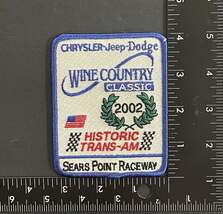 CHRYSLER·Jeep·Dodge
WINE COUNTRY
CLASSIC
2002
HISTORIC
TRANS-AM
SEARS POINT RACEWAY